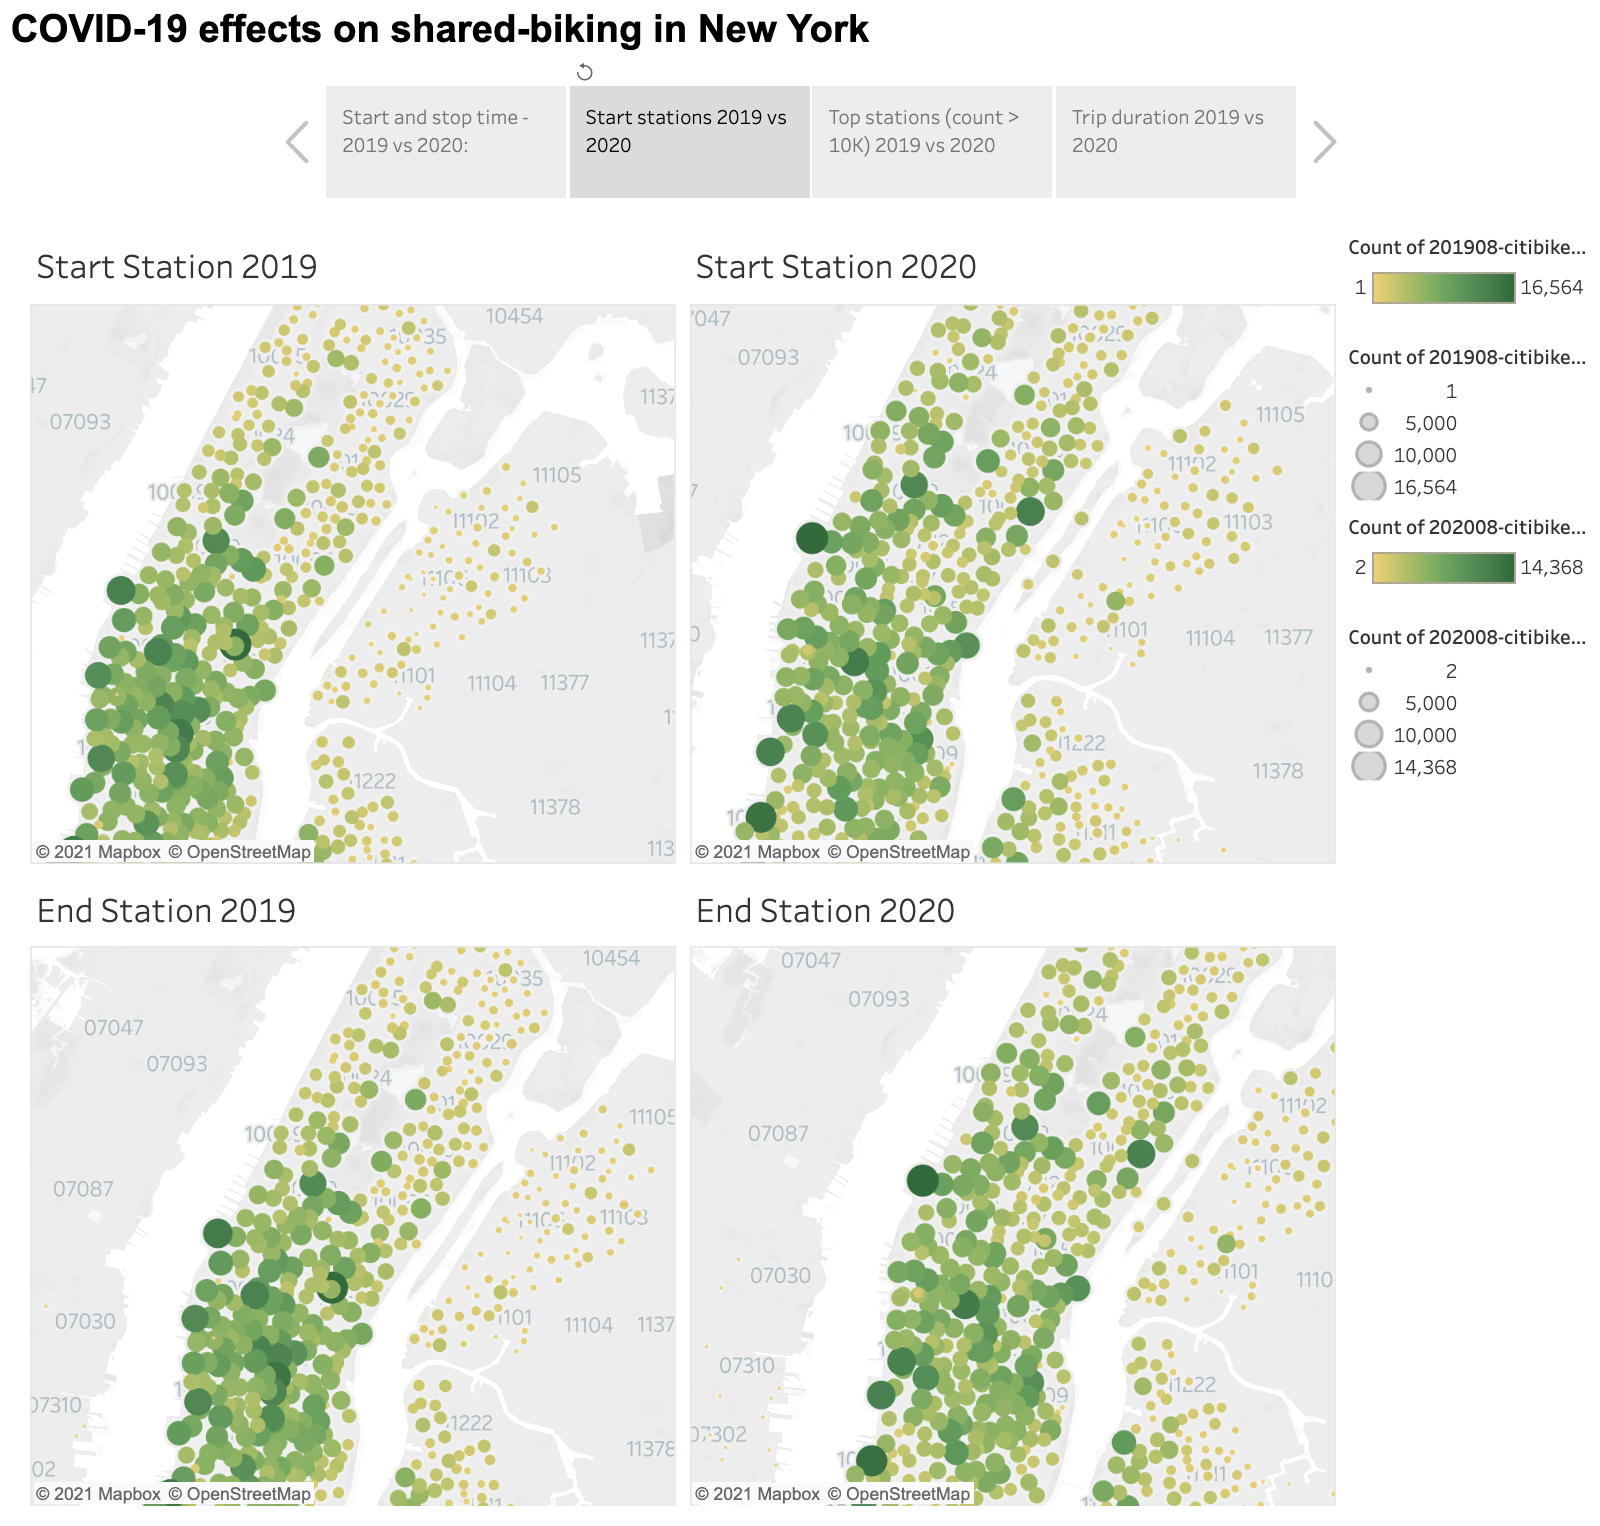 COVID-19 effects on shared-biking in New York
Start and stop time -
2019 vs 2020:
Start stations 2019 vs
2020
Top stations (count >
10K) 2019 vs 2020
Trip duration 2019 vs
2020
Start Station 2019
10454
07093
11105
11102
11103
11101
11104
11377
11222
11378
© 2021 Mapbox © OpenStreetMap
Start Station 2020
07093
11105
11102
11103
11104
11377
11222
11378
© 2021 Mapbox © OpenStreetMap
Count of 201908-citibike...
1
16,564
Count of 201908-citibike...
1
5,000
10,000
16,564
Count of 202008-citibike...
2
14,368
Count of 202008-citibike...
2
5,000
10,000
14,368
End Station 2019
10454
07047
07093
11102
07087
07030
11104
07310
11378
© 2021 Mapbox © OpenStreetMap
End Station 2020
07047
07093
11102
07087
07030
07310
07302
11222
© 2021 Mapbox © OpenStreetMap